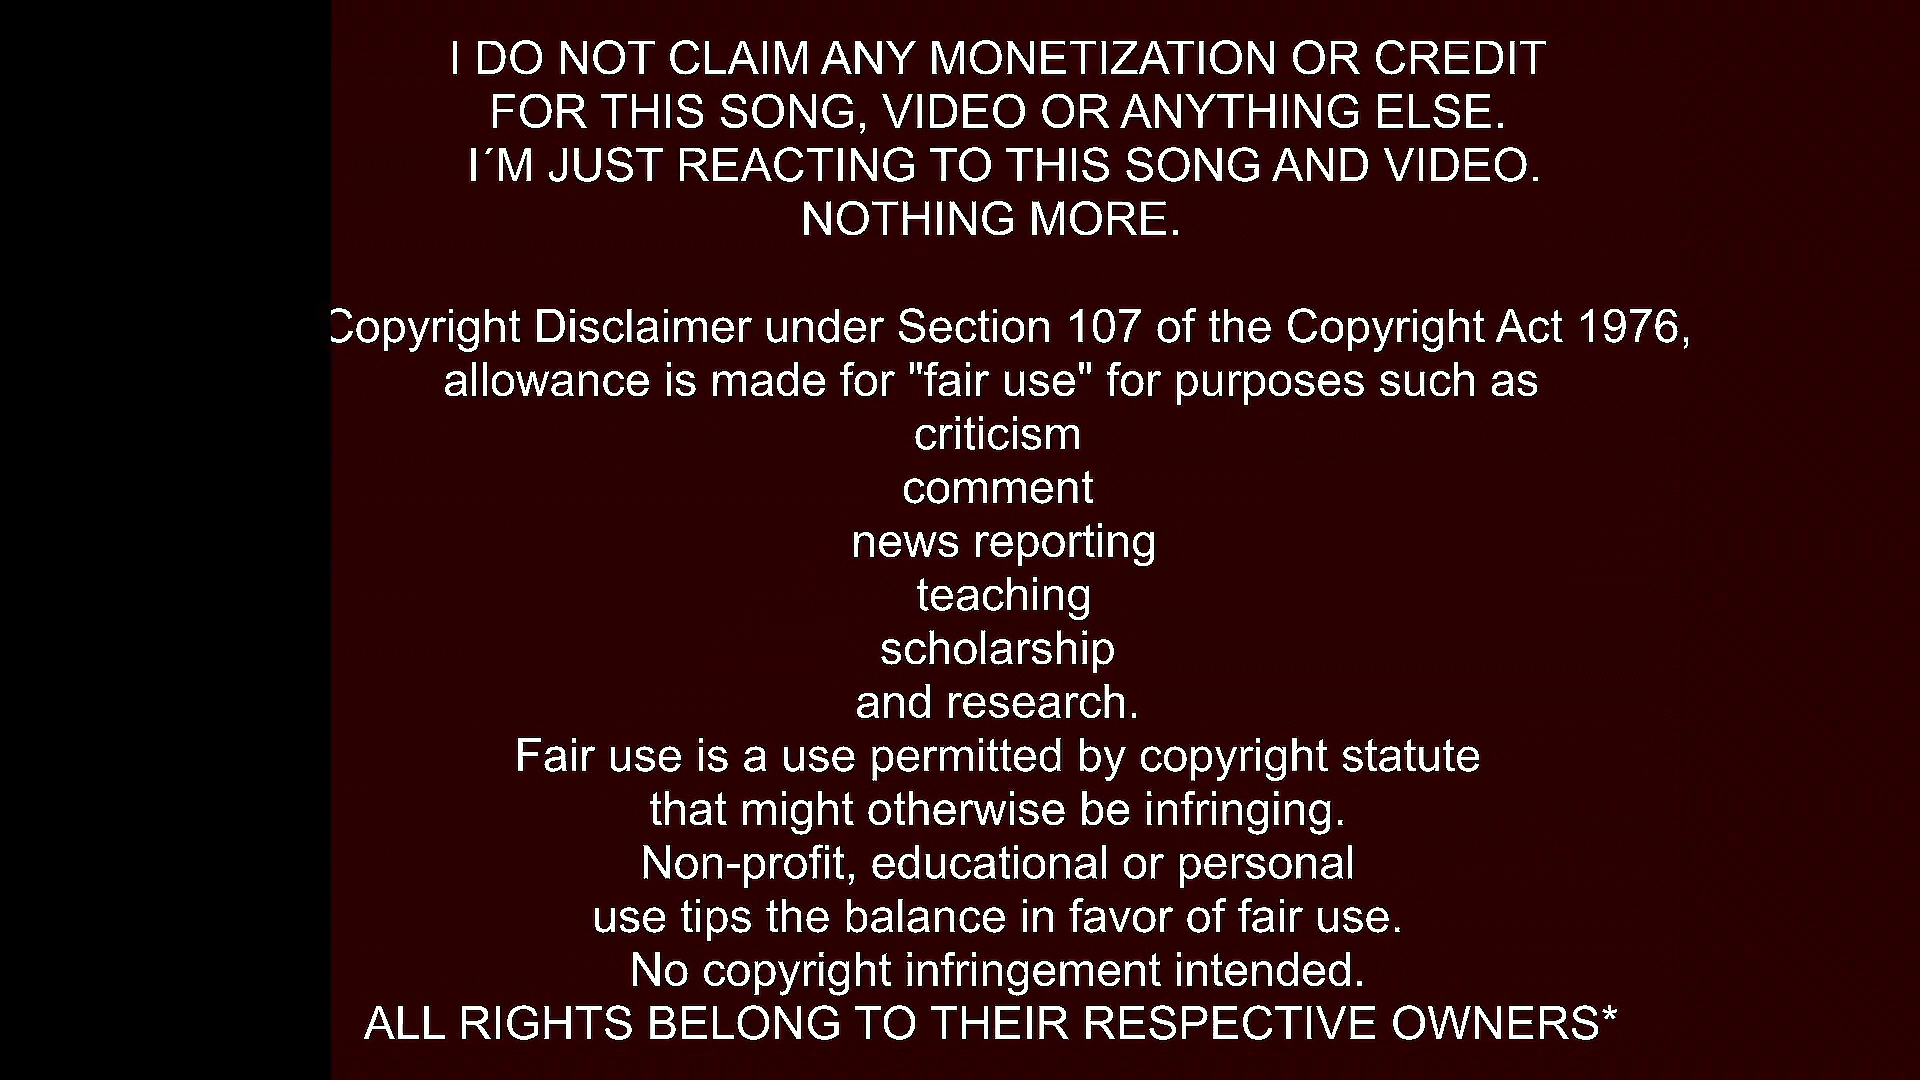 I DO NOT CLAIM ANY MONETIZATION OR CREDIT
FOR THIS SONG, VIDEO OR ANYTHING ELSE.
I´M JUST REACTING TO THIS SONG AND VIDEO.
NOTHING MORE.
Copyright Disclaimer under Section 107 of the Copyright Act 1976,
allowance is made for "fair use" for purposes such as
criticism
comment
news reporting
teaching
scholarship
and research.
Fair use is a use permitted by copyright statute
that might otherwise be infringing.
Non-profit, educational or personal
use tips the balance in favor of fair use.
No copyright infringement intended.
ALL RIGHTS BELONG TO THEIR RESPECTIVE OWNERS*